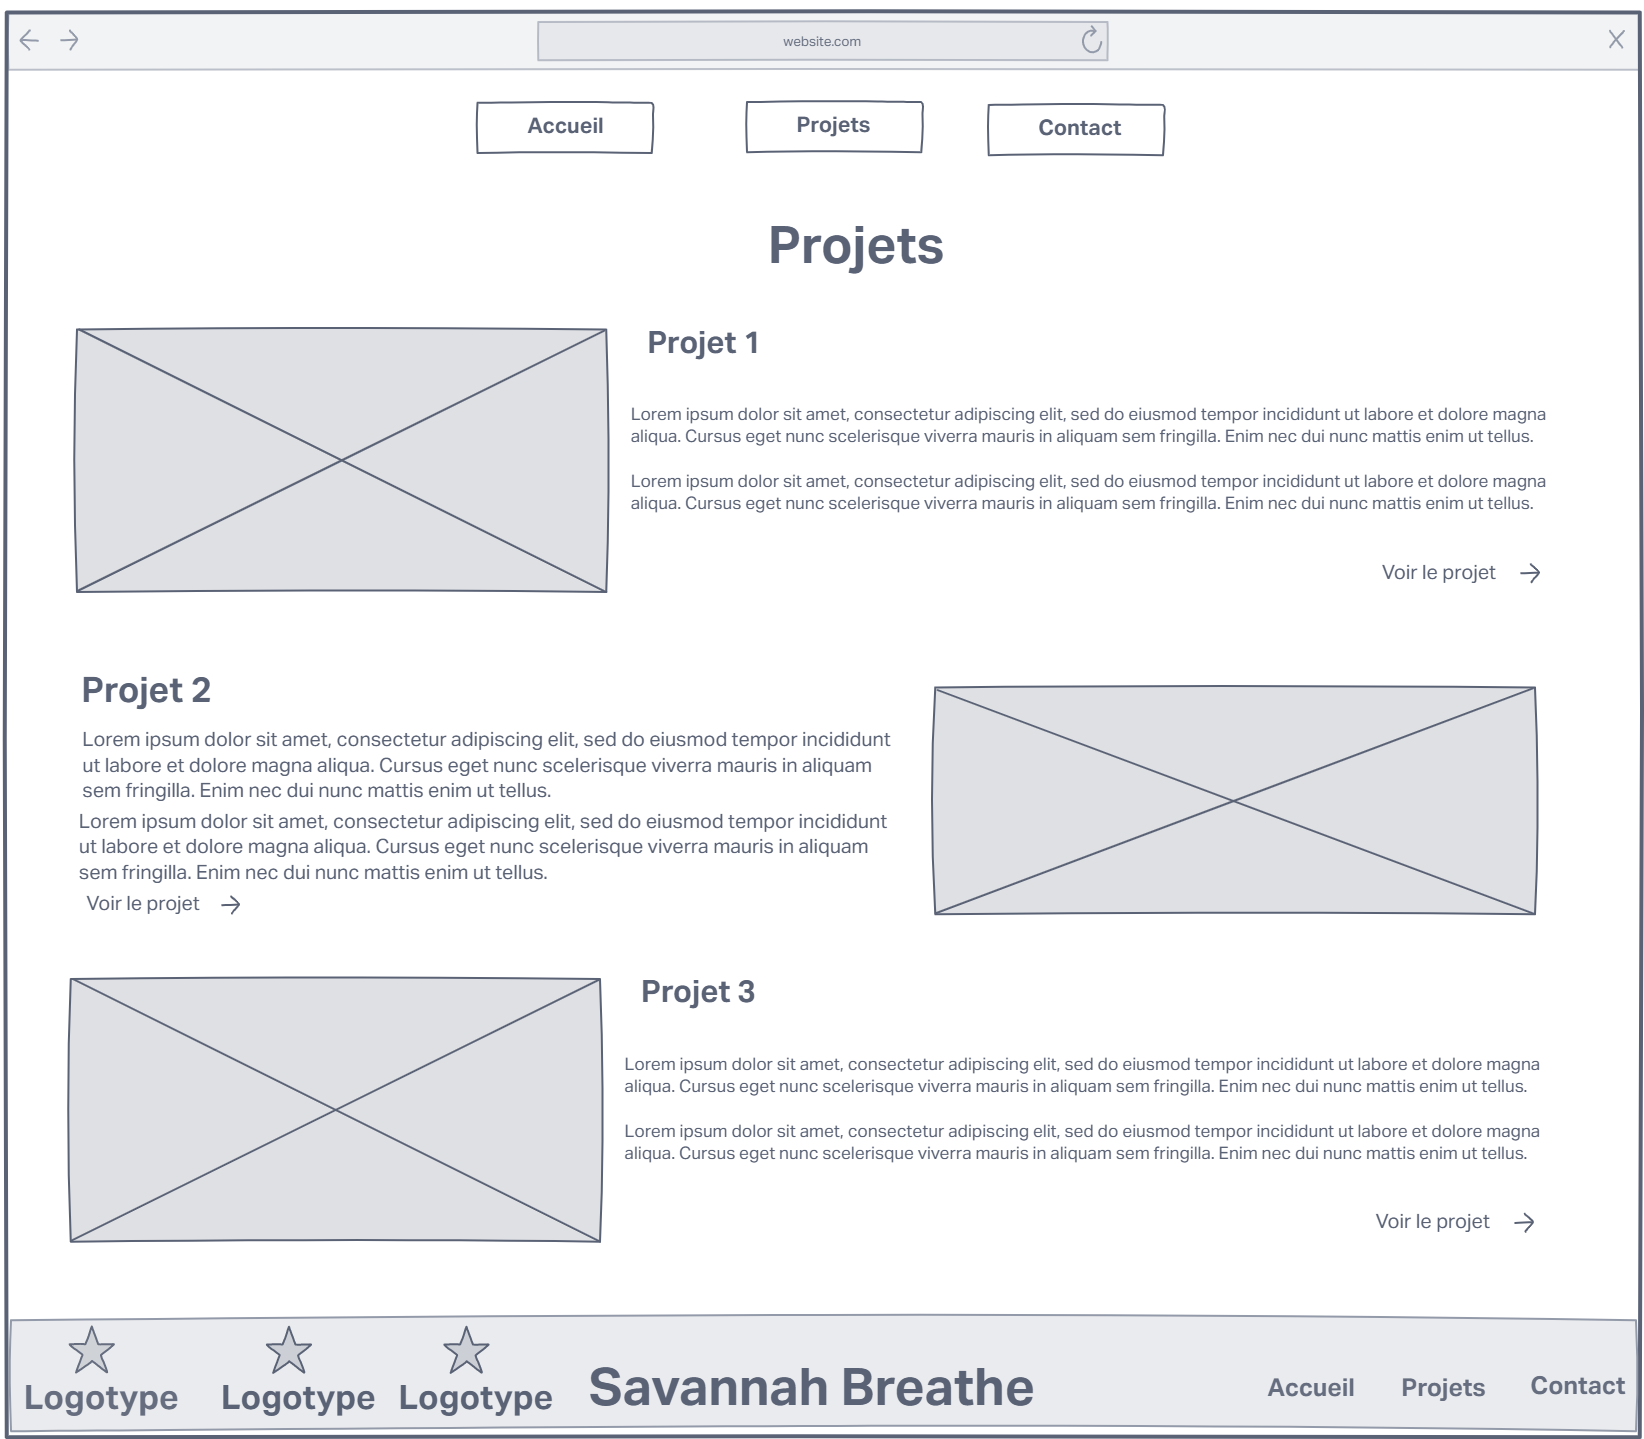 website.com
Accueil
Projets
Contact
Projets
Projet 1
Lorem ipsum dolor sit amet, consectetur adipiscing elit, sed do eiusmod tempor incididunt ut labore et dolore magna
aliqua. Cursus eget nunc scelerisque viverra mauris in aliquam sem fringilla. Enim nec dui nunc mattis enim ut tellus.
Lorem ipsum dolor sit amet, consectetur adipiscing elit, sed do eiusmod tempor incididunt ut labore et dolore magna
aliqua. Cursus eget nunc scelerisque viverra mauris in aliquam sem fringilla. Enim nec dui nunc mattis enim ut tellus.
Voir le projet
Projet 2
Lorem ipsum dolor sit amet, consectetur adipiscing elit, sed do eiusmod tempor incididunt
ut labore et dolore magna aliqua. Cursus eget nunc scelerisque viverra mauris in aliquam
sem fringilla. Enim nec dui nunc mattis enim ut tellus.
Lorem ipsum dolor sit amet, consectetur adipiscing elit, sed do eiusmod tempor incididunt
ut labore et dolore magna aliqua. Cursus eget nunc scelerisque viverra mauris in aliquam
sem fringilla. Enim nec dui nunc mattis enim ut tellus.
Voir le projet
Projet 3
Lorem ipsum dolor sit amet, consectetur adipiscing elit, sed do eiusmod tempor incididunt ut labore et dolore magna
aliqua. Cursus eget nunc scelerisque viverra mauris in aliquam sem fringilla. Enim nec dui nunc mattis enim ut tellus.
Lorem ipsum dolor sit amet, consectetur adipiscing elit, sed do eiusmod tempor incididunt ut labore et dolore magna
aliqua. Cursus eget nunc scelerisque viverra mauris in aliquam sem fringilla. Enim nec dui nunc mattis enim ut tellus.
Voir le projet
Logotype
Logotype
Logotype
Savannah Breathe
Accueil
Projets
Contact